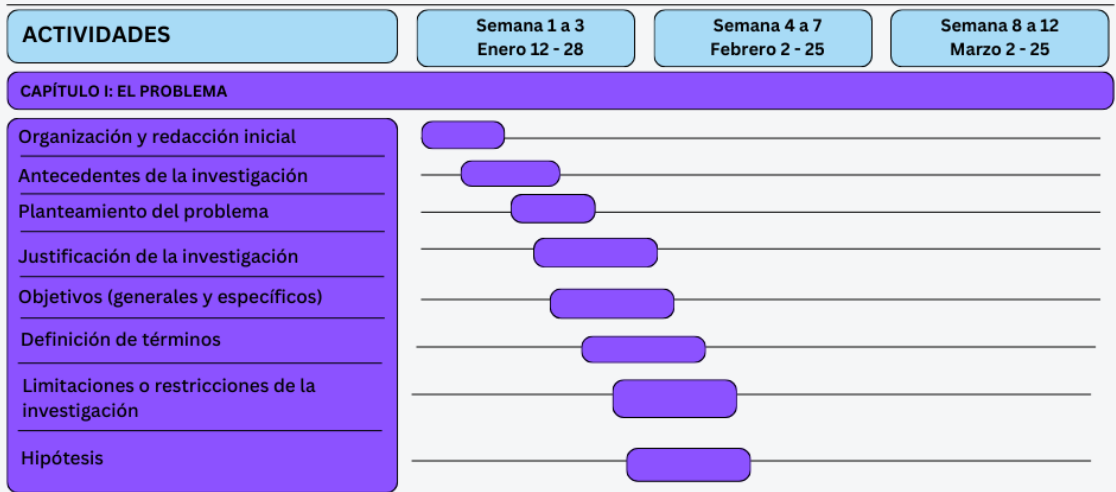 ACTIVIDADES
Semana 1 a 3
Enero 12 - 28
Semana 4 a 7
Febrero 2 - 25
Semana 8 a 12
Marzo 2 - 25
CAPÍTULO I: EL PROBLEMA
Organización y redacción inicial
Antecedentes de la investigación
Planteamiento del problema
Justificación de la investigación
Objetivos (generales y específicos)
Definición de términos
Limitaciones o restricciones de la
investigación
Hipótesis